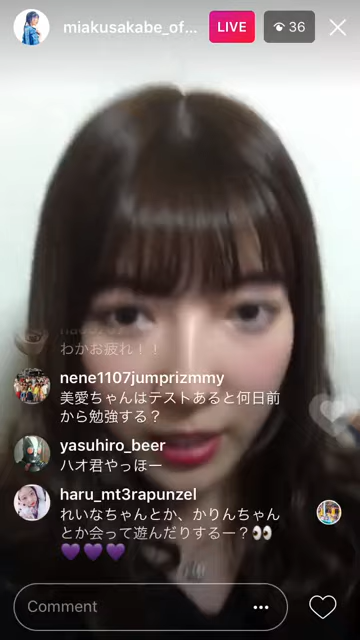 miakusakabe_of...
LIVE
36
わかお疲れ！！
nene1107jumprizmmy
美愛ちゃんはテストあると何日前
から勉強する？
yasuhiro_beer
ハオ君やっほー
haru_mt3rapunzel
れいなちゃんとか、かりんちゃん
とか会って遊んだりするー？👀
💜💜💜
Comment